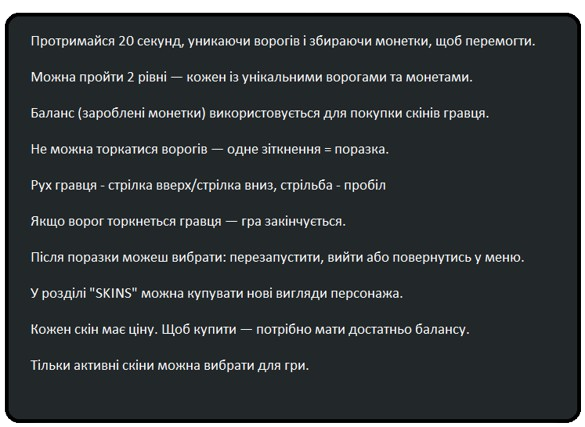 Протримайся 20 секунд, уникаючи ворогів і збираючи монетки, щоб перемогти.
Можна пройти 2 рівні — кожен із унікальними ворогами та монетами.
Баланс (зароблені монетки) використовується для покупки скінів гравця.
Не можна торкатися ворогів — одне зіткнення = поразка.
Рух гравця - стрілка вверх/стрілка вниз, стрільба - пробіл
Якщо ворог торкнеться гравця — гра закінчується.
Після поразки можеш вибрати: перезапустити, вийти або повернутись у меню.
У розділі "SKINS" можна купувати нові вигляди персонажа.
Кожен скін має ціну. Щоб купити — потрібно мати достатньо балансу.
Тільки активні скіни можна вибрати для гри.